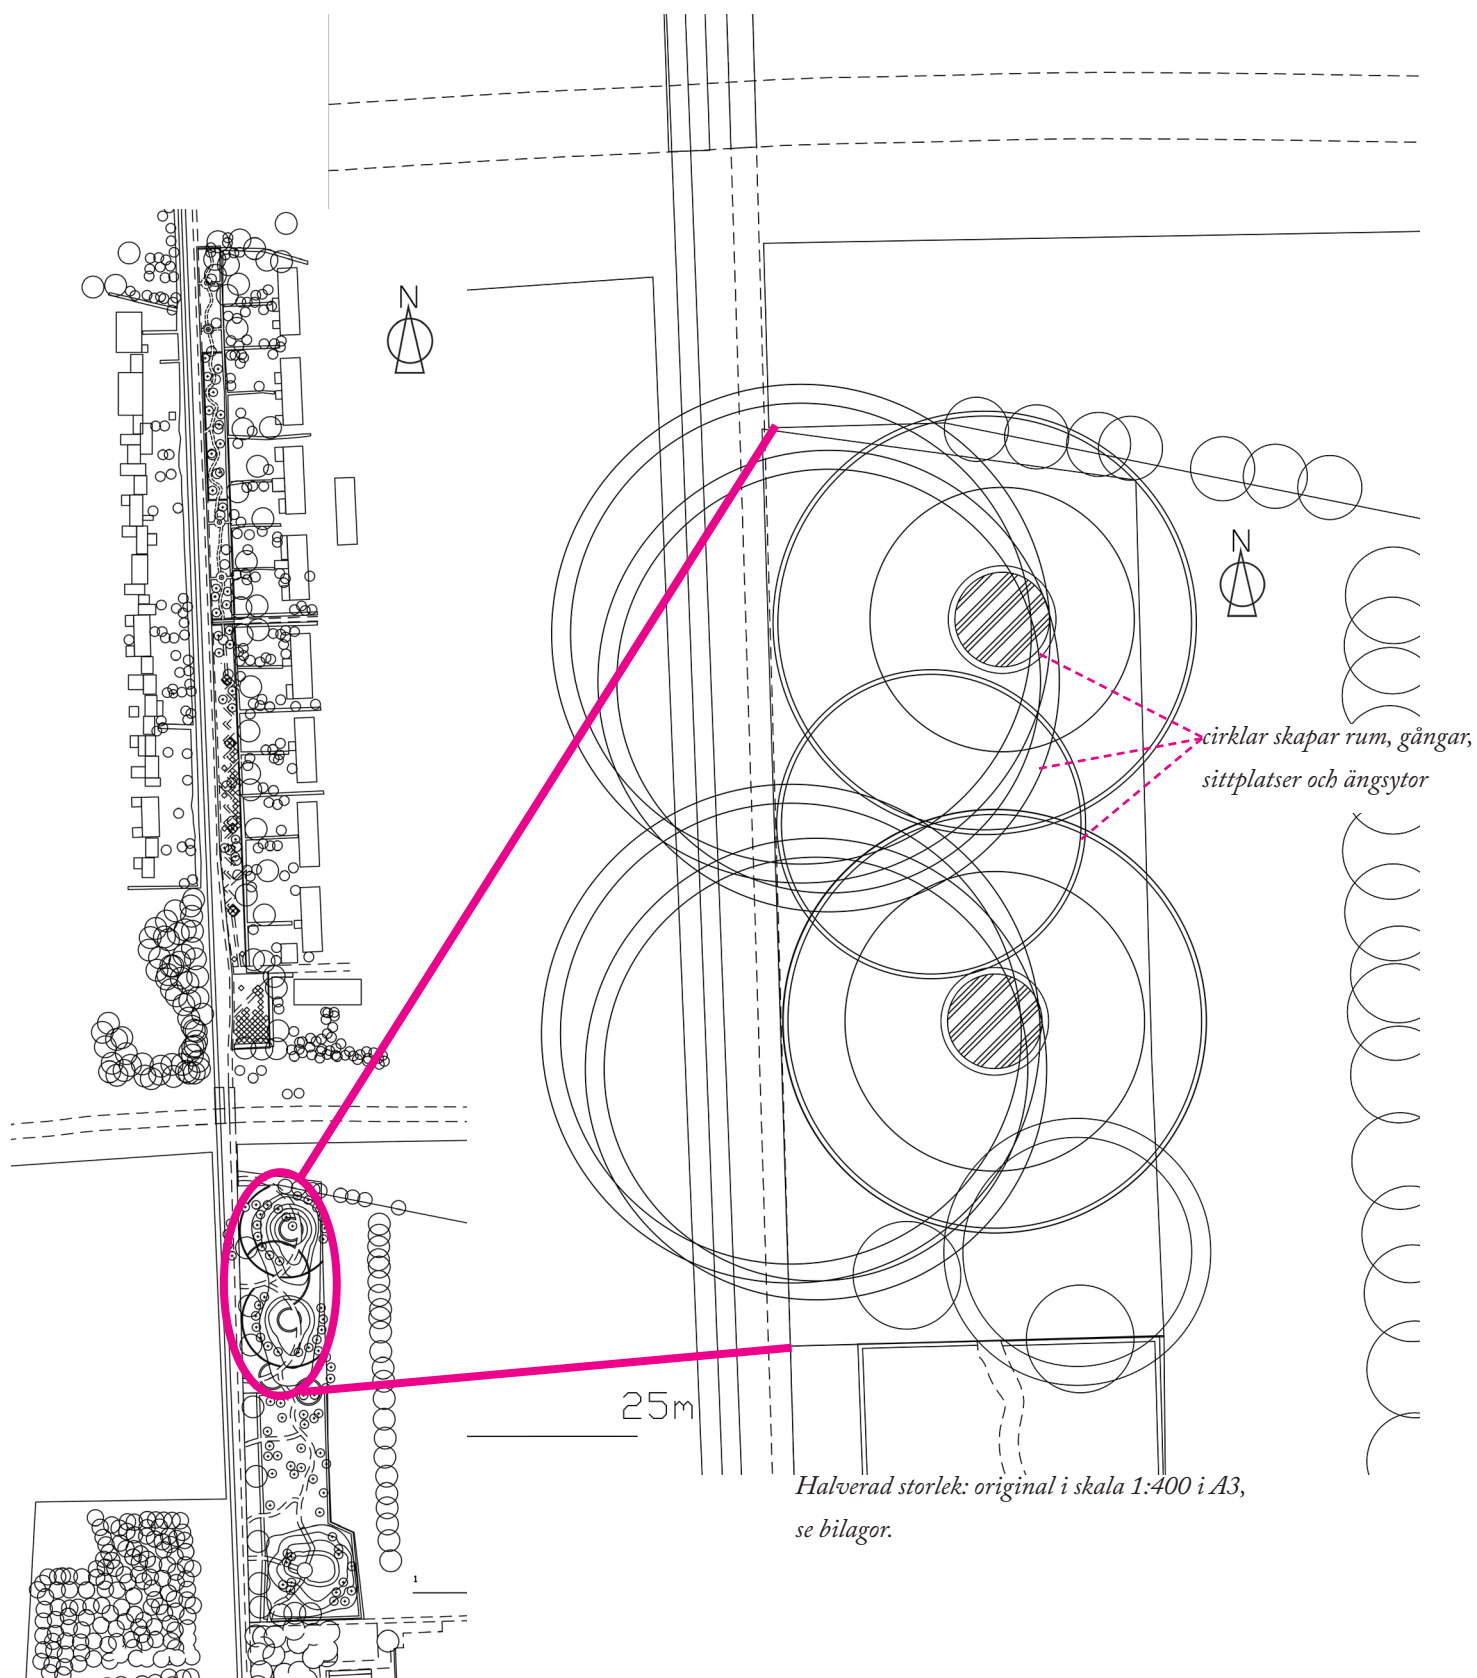 N
N
cirklar skapar rum, gångar,
sittplatser och ängsytor
25m
Halverad storlek: original i skala 1:400 i A3,
se bilagor.
1